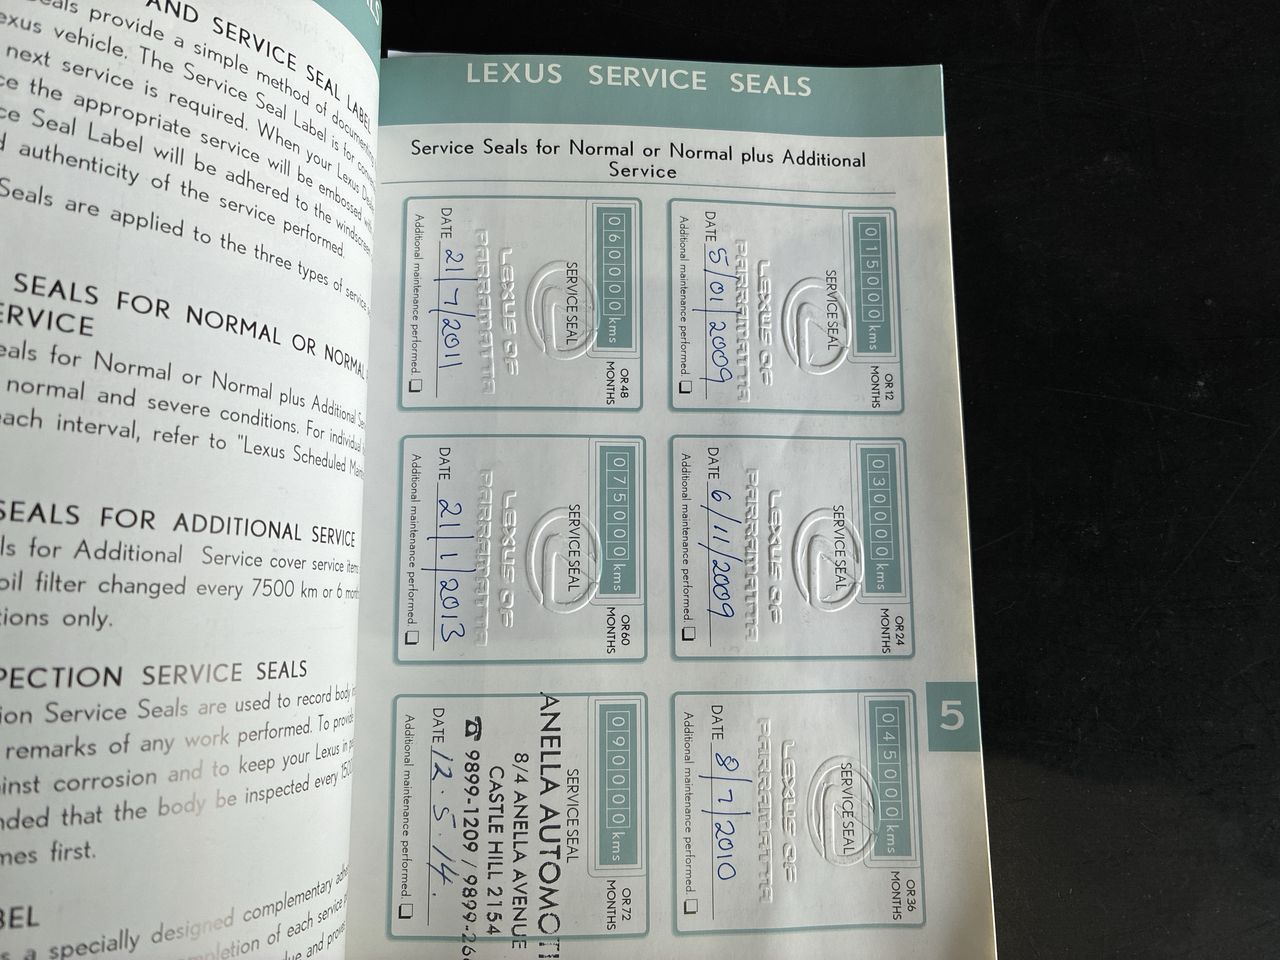 AND SERVICE SEAL LABEL
provide a simple method of
exus vehicle. The Service Seal Label is for
next service is required. When your Lexus
ce the appropriate service will be embossed
ce Seal Label will be adhered to the
d authenticity of the service performed.
Seals are applied to the three types of service
SEALS FOR NORMAL OR NORMAL
ERVICE
eals for Normal or Normal plus Additional
normal and severe conditions. For individual
each interval, refer to "Lexus Scheduled
SEALS FOR ADDITIONAL SERVICE
ls for Additional Service cover service items
oil filter changed every 7500 km or 6
tions only.
PECTION SERVICE SEALS
ion Service Seals are used to record body
remarks of any work performed. To
inst corrosion and to keep your Lexus in
nded that the body be inspected every
mes first.
BEL
s a specially designed complementary
mpletion of each service
and
LEXUS SERVICE SEALS
Service Seals for Normal or Normal plus Additional
Service
015000 kms
OR 12
MONTHS
SERVICE SEAL
LEXUS OF
PARRAMATTA
DATE 5/01/2009
Additional maintenance performed.
030000 kms
OR 24
MONTHS
SERVICE SEAL
LEXUS OF
PARRAMATTA
DATE 6/11/2009
Additional maintenance performed.
045000 kms
OR 36
MONTHS
SERVICE SEAL
LEXUS OF
PARRAMATTA
DATE 8/7/2010
Additional maintenance performed.
060000 kms
OR 48
MONTHS
SERVICE SEAL
LEXUS OF
PARRAMATTA
DATE 21/7/2011
Additional maintenance performed.
075000 kms
OR 60
MONTHS
SERVICE SEAL
LEXUS OF
PARRAMATTA
DATE 21/1/2013
Additional maintenance performed.
090000 kms
OR 72
MONTHS
SERVICE SEAL
ANELLA AUTOMOTI
8/4 ANELLA AVENUE
CASTLE HILL 2154
☎ 9899-1209 / 9899-26
DATE 12.5.14.
Additional maintenance performed.
5